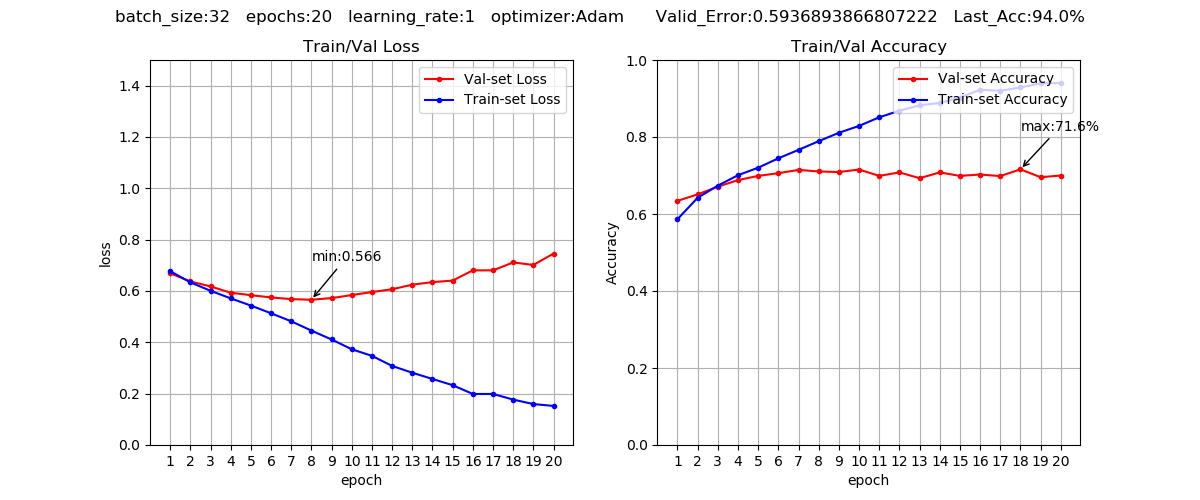 batch_size:32 epochs:20 learning_rate:1 optimizer:Adam Valid_Error:0.5936893866807222 Last_Acc:94.0%
Train/Val Loss
Val-set Loss
Train-set Loss
1.4
1.2
1.0
0.8
0.6
0.4
0.2
0.0
loss
min:0.566
1 2 3 4 5 6 7 8 9 10 11 12 13 14 15 16 17 18 19 20
epoch
Train/Val Accuracy
Val-set Accuracy
Train-set Accuracy
1.0
0.8
0.6
0.4
0.2
0.0
Accuracy
max:71.6%
1 2 3 4 5 6 7 8 9 10 11 12 13 14 15 16 17 18 19 20
epoch